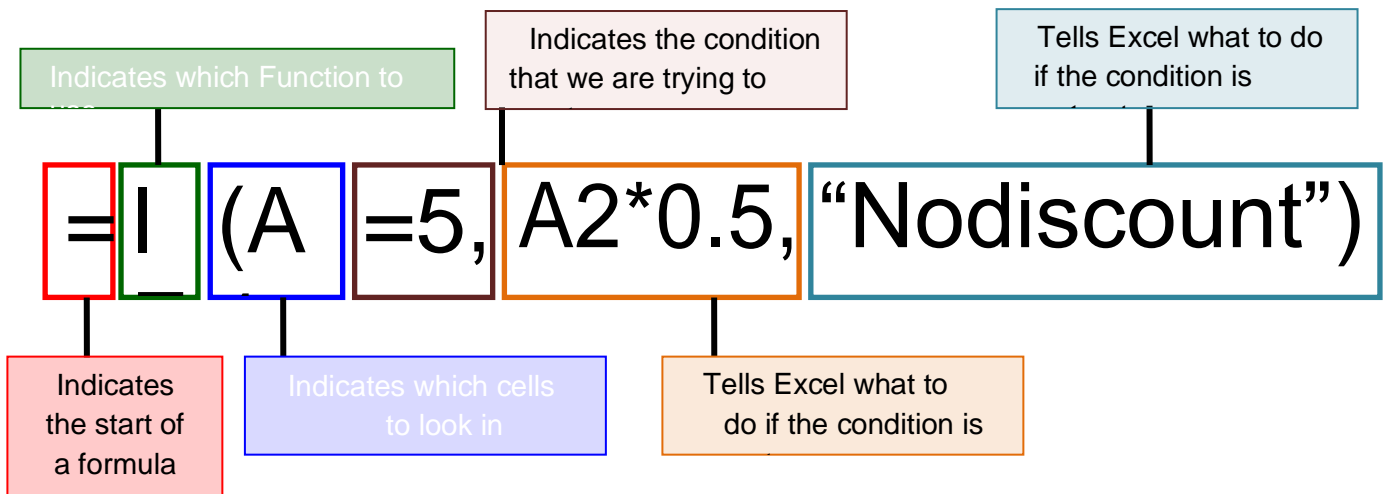 Indicates which Function to
Indicates the condition
that we are trying to
Tells Excel what to do
if the condition is
=I (A =5, A2*0.5, “Nodiscount”)
Indicates
the start of
a formula
Indicates which cells
to look in
Tells Excel what to
do if the condition is